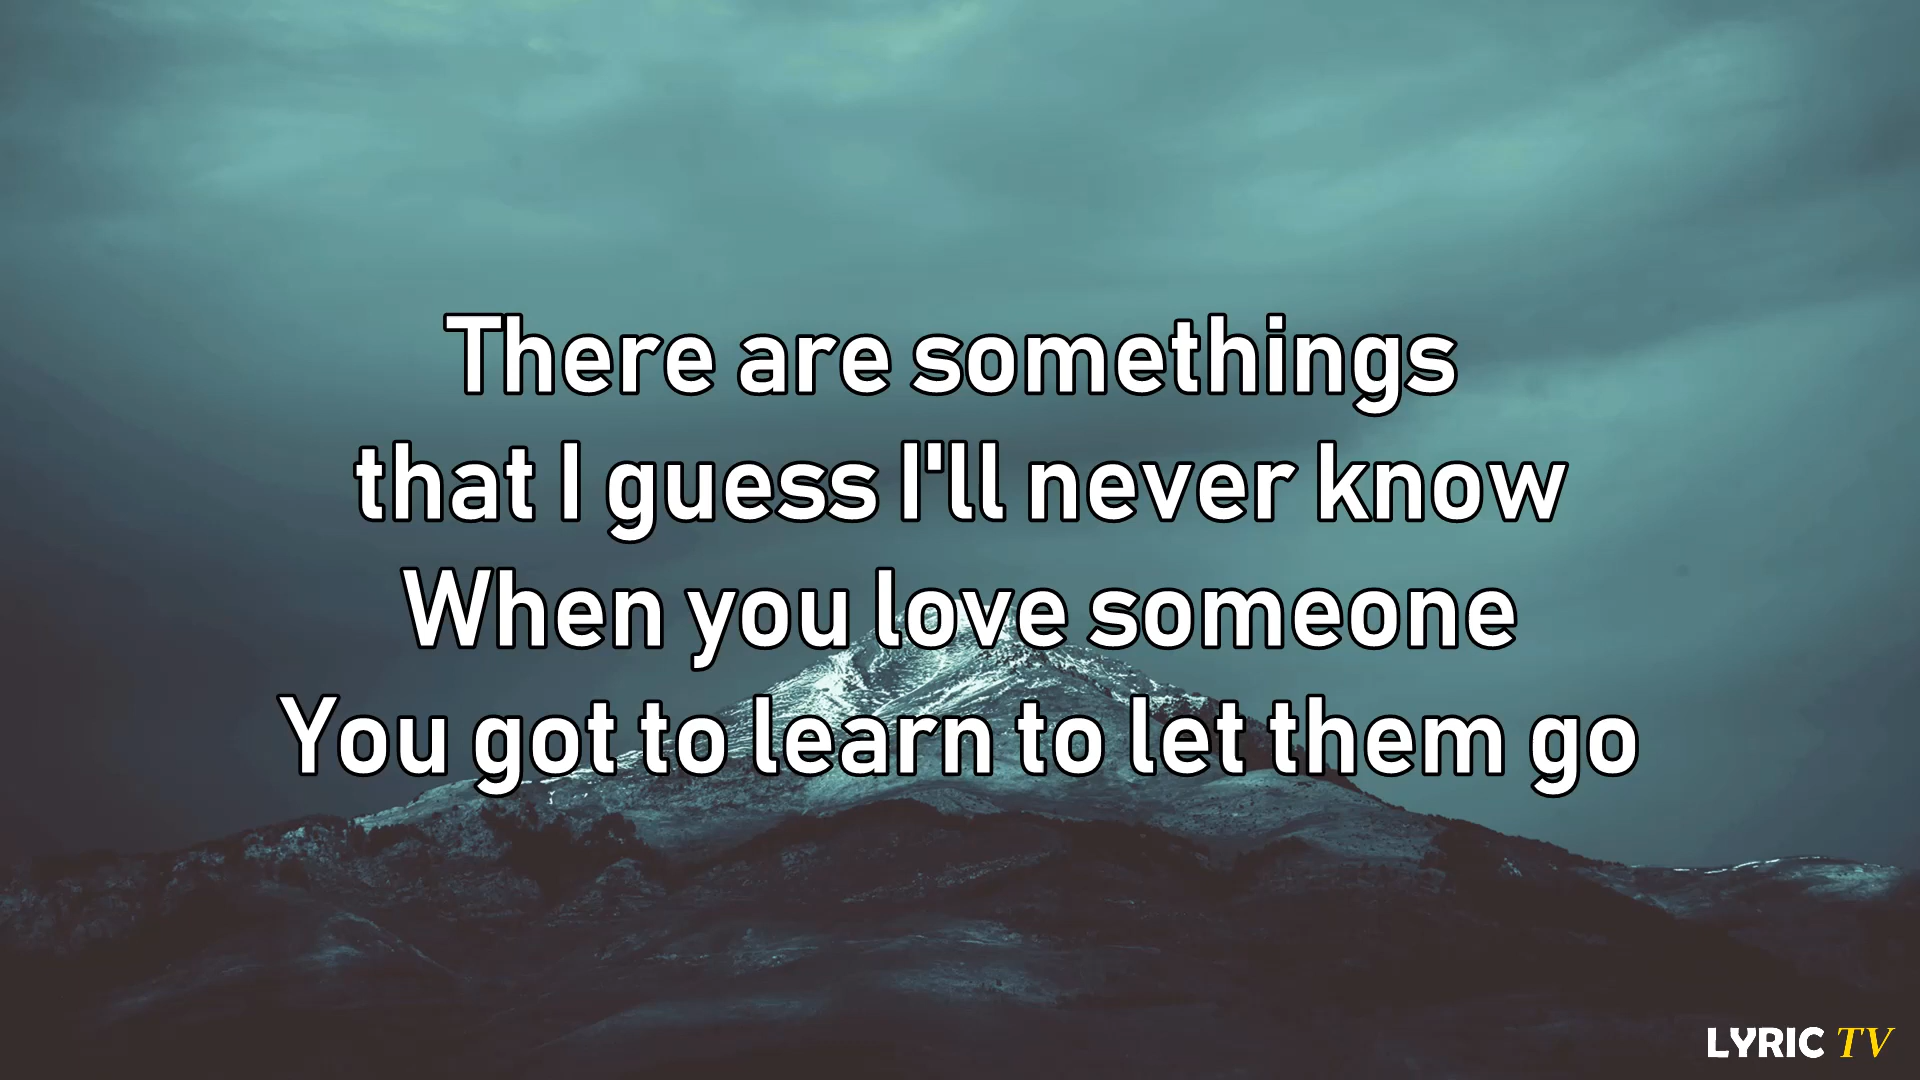 There are somethings
that I guess I'll never know
When you love someone
You got to learn to let them go
LYRIC TV